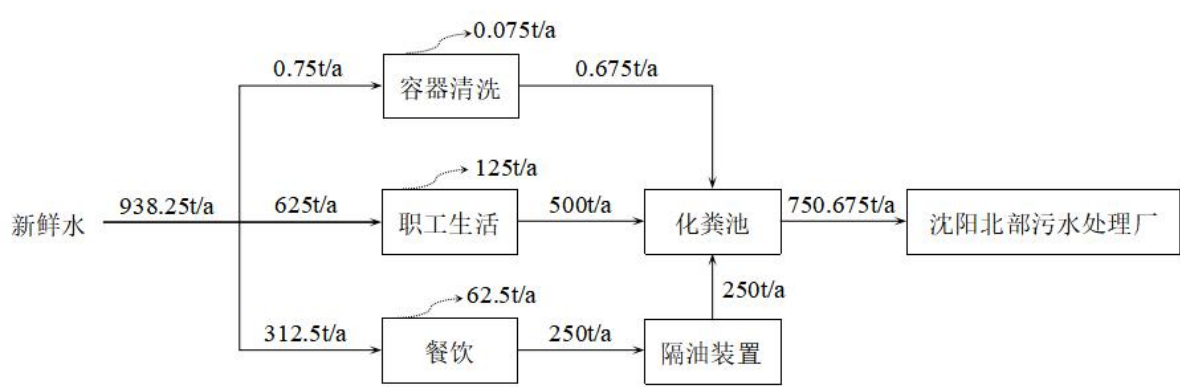 0.075t/a
0.75t/a
容器清洗
0.675t/a
125t/a
新鲜水
938.25t/a
625t/a
职工生活
500t/a
化粪池
750.675t/a
沈阳北部污水处理厂
62.5t/a
250t/a
312.5t/a
餐饮
250t/a
隔油装置